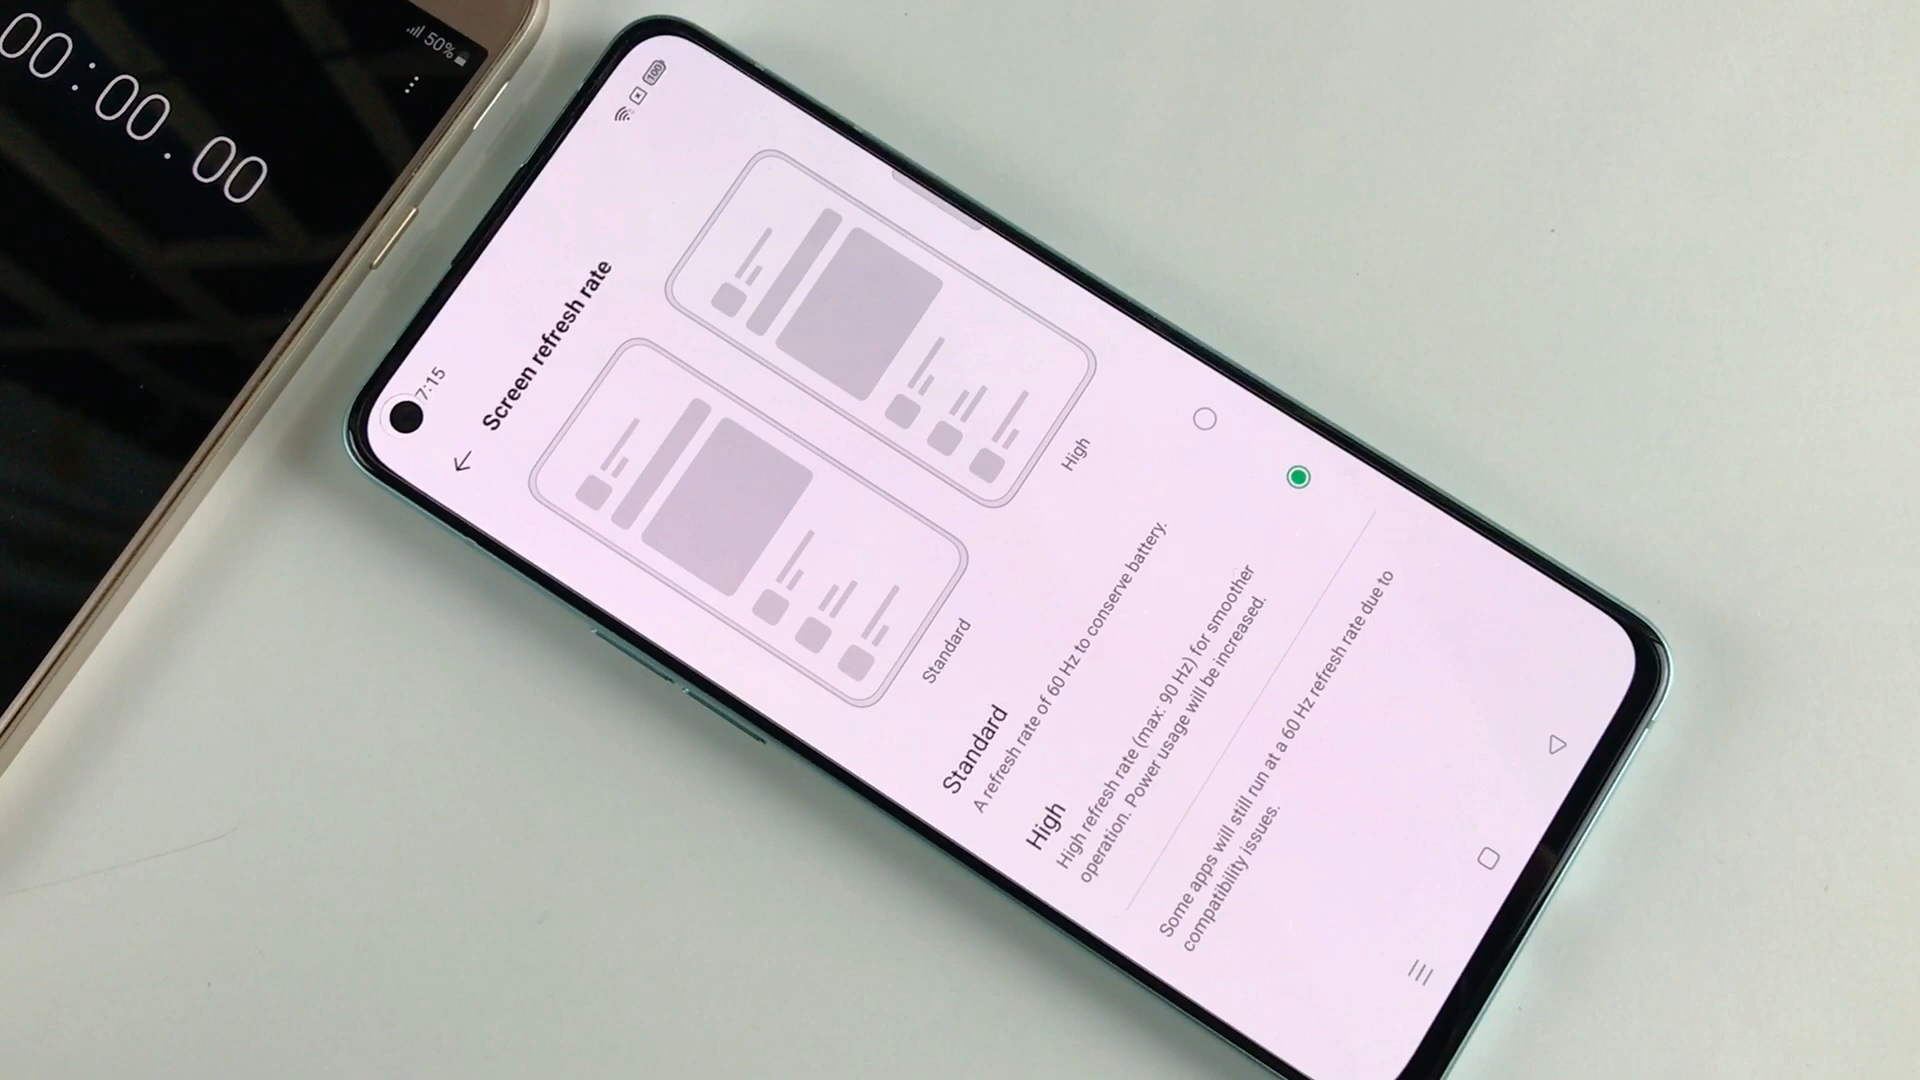 00:00.00
50%
7:15
100
Screen refresh rate
Standard
High
Standard
A refresh rate of 60 Hz to conserve battery.
High
High refresh rate (max: 90 Hz) for smoother
operation. Power usage will be increased.
Some apps will still run at a 60 Hz refresh rate due to
compatibility issues.